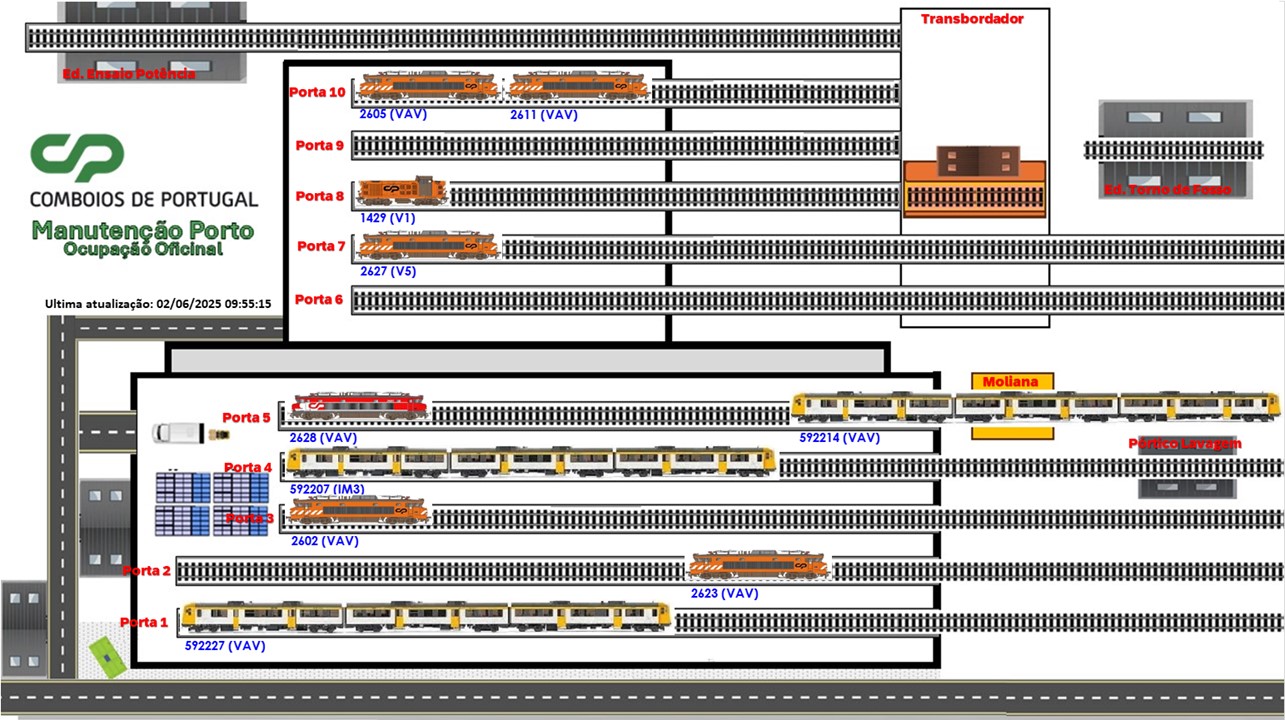 Transbordador
Ed. Ensaio Potência
Porta 10
2605 (VAV)
2611 (VAV)
Porta 9
Ed. Torno de Fosso
Porta 8
1429 (V1)
CP
COMBOIOS DE PORTUGAL
Manutenção Porto
Ocupação Oficinal
Porta 7
2627 (V5)
Porta 6
Ultima atualização: 02/06/2025 09:55:15
Moliana
Porta 5
2628 (VAV)
592214 (VAV)
Pórtico Lavagem
Porta 4
592207 (IM3)
Porta 3
2602 (VAV)
Porta 2
2623 (VAV)
Porta 1
592227 (VAV)